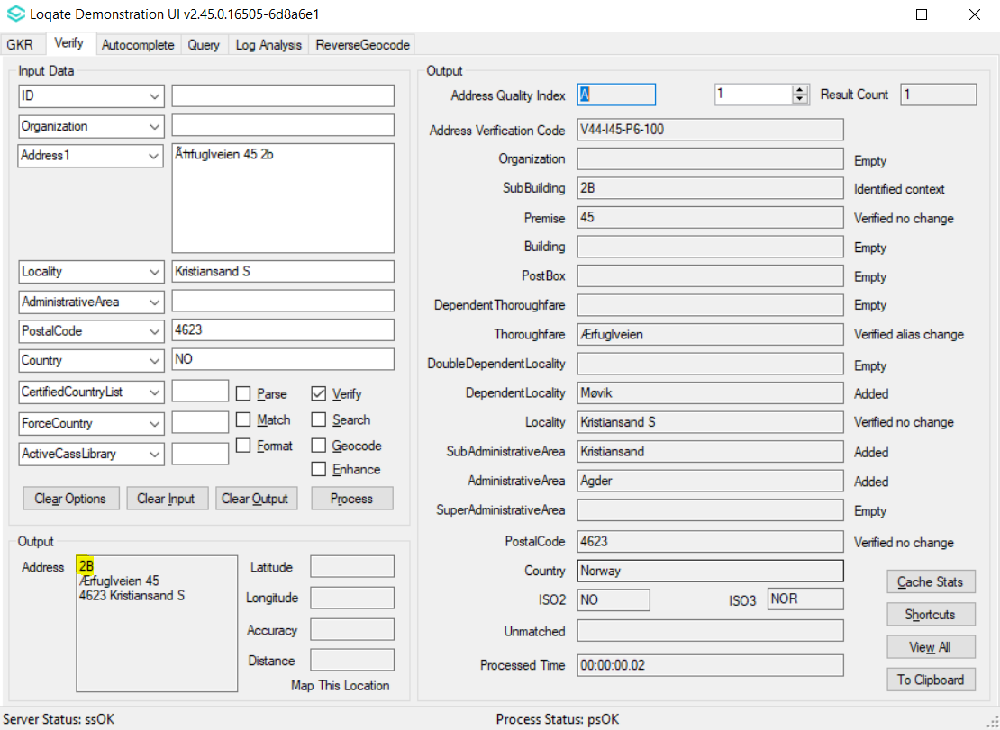 Loqate Demonstration UI v2.45.0.16505-6d8a6e1
GKR Verify Autocomplete Query Log Analysis ReverseGeocode
Input Data
ID
Organization
Address1 Ã†rfuglveien 45 2b
Locality Kristiansand S
AdministrativeArea
PostalCode 4623
Country NO
CertifiedCountryList Parse Verify
ForceCountry Match Search
ActiveCassLibrary Format Geocode
Enhance
Clear Options Clear Input Clear Output Process
Output
Address 2B
Ærfuglveien 45
4623 Kristiansand S
Latitude
Longitude
Accuracy
Distance
Map This Location
Output
Address Quality Index A 1 Result Count 1
Address Verification Code V44-I45-P6-100
Organization Empty
SubBuilding 2B Identified context
Premise 45 Verified no change
Building Empty
PostBox Empty
DependentThoroughfare Empty
Thoroughfare Ærfuglveien Verified alias change
DoubleDependentLocality Empty
DependentLocality Møvik Added
Locality Kristiansand S Verified no change
SubAdministrativeArea Kristiansand Added
AdministrativeArea Agder Added
SuperAdministrativeArea Empty
PostalCode 4623 Verified no change
Country Norway
ISO2 NO ISO3 NOR
Unmatched
Processed Time 00:00:00.02
Cache Stats
Shortcuts
View All
To Clipboard
Server Status: ssOK Process Status: psOK